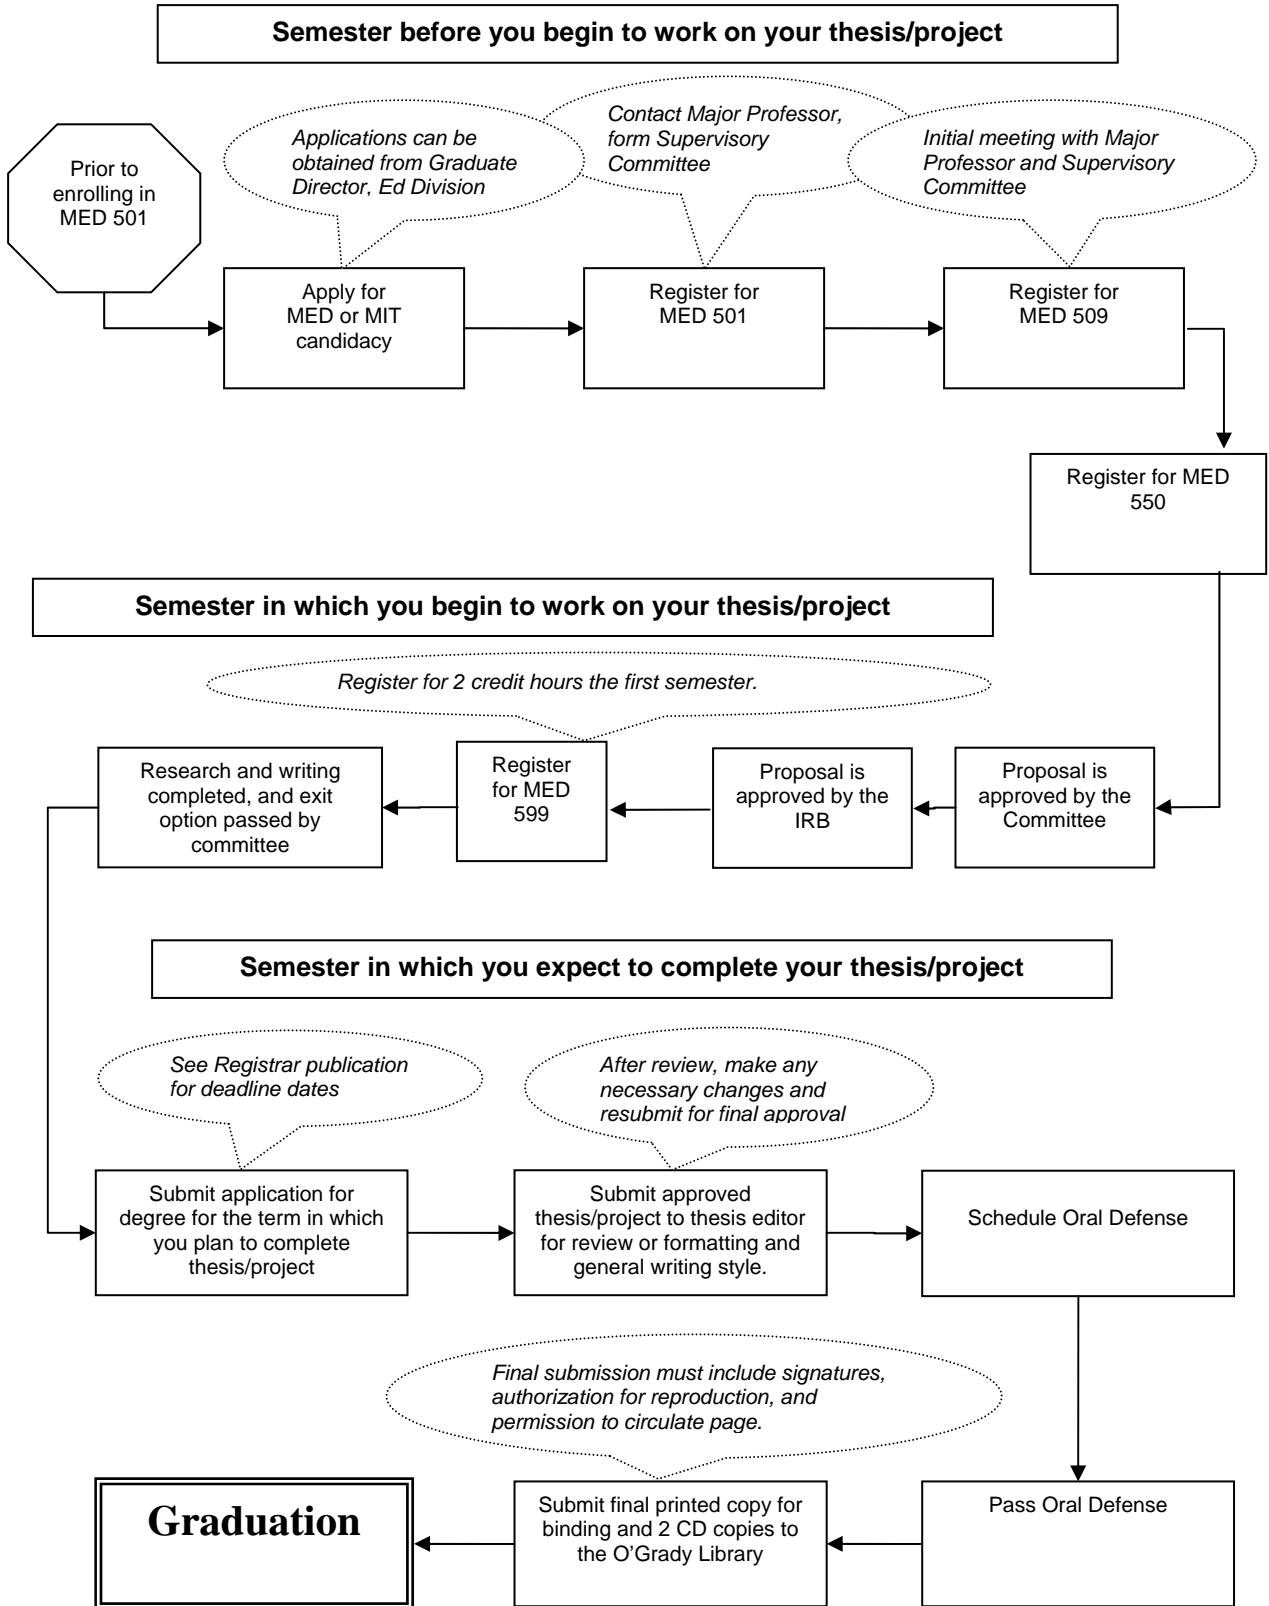 Semester before you begin to work on your thesis/project
Prior to
enrolling in
MED 501
Applications can be
obtained from Graduate
Director, Ed Division
Contact Major Professor,
form Supervisory
Committee
Initial meeting with Major
Professor and Supervisory
Committee
Apply for
MED or MIT
candidacy
Register for
MED 501
Register for
MED 509
Register for MED
550
Semester in which you begin to work on your thesis/project
Register for 2 credit hours the first semester.
Proposal is
approved by the
Committee
Proposal is
approved by the
IRB
Register
for MED
599
Research and writing
completed, and exit
option passed by
committee
Semester in which you expect to complete your thesis/project
See Registrar publication
for deadline dates
After review, make any
necessary changes and
resubmit for final approval
Submit application for
degree for the term in which
you plan to complete
thesis/project
Submit approved
thesis/project to thesis editor
for review or formatting and
general writing style.
Schedule Oral Defense
Final submission must include signatures,
authorization for reproduction, and
permission to circulate page.
Pass Oral Defense
Submit final printed copy for
binding and 2 CD copies to
the O'Grady Library
Graduation